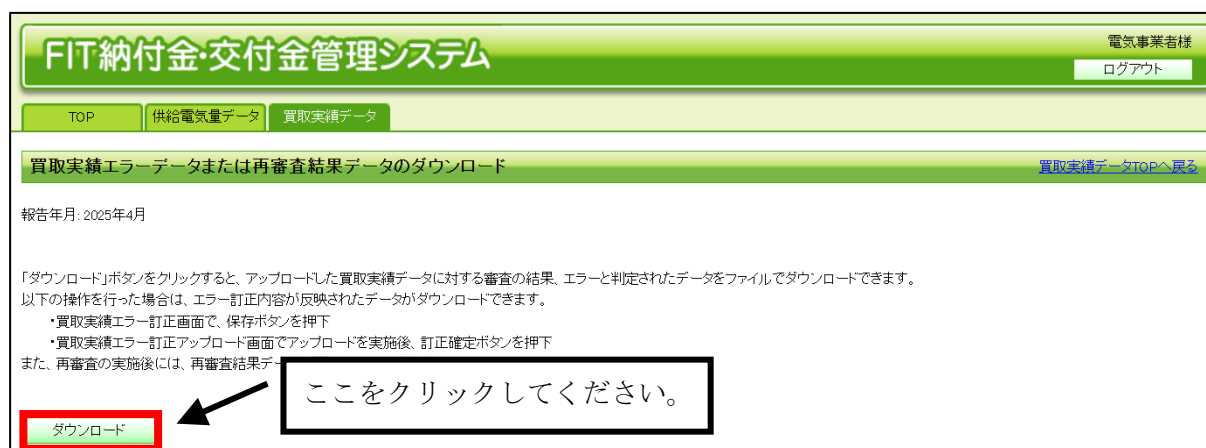 FIT納付金・交付金管理システム
電気事業者様
ログアウト
TOP
供給電気量データ
買取実績データ
買取実績エラーデータまたは再審査結果データのダウンロード
買取実績データTOPへ戻る
報告年月: 2025年4月
「ダウンロード」ボタンをクリックすると、アップロードした買取実績データに対する審査の結果、エラーと判定されたデータをファイルでダウンロードできます。
以下の操作を行った場合は、エラー訂正内容が反映されたデータがダウンロードできます。
・買取実績エラー訂正画面で、保存ボタンを押下
・買取実績エラー訂正アップロード画面でアップロードを実施後、訂正確定ボタンを押下
また、再審査の実施後には、再審査結果デー
ここをクリックしてください。
ダウンロード